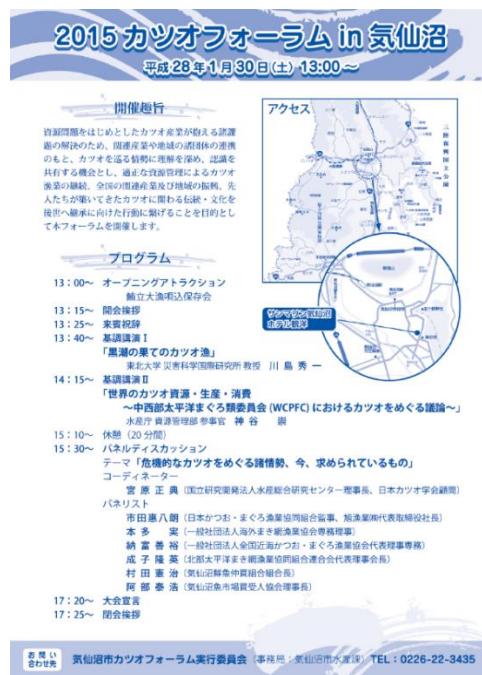 2015 カツオフォーラム in 気仙沼
平成28年1月30日(土) 13:00～
開催趣旨
資源問題をはじめとしたカツオ産業が抱える諸課
題の解決のため、関連産業や地域の諸団体の連携
のもと、カツオを巡る情勢に理解を深め、認識を
共有する機会とし、適正な資源管理によるカツオ
漁業の継続、全国の関連産業及び地域の振興、先
人たちが築いてきたカツオに関わる伝統・文化を
後世へ継承に向けた行動に繋げることを目的とし
て本フォーラムを開催します。
アクセス
三陸復興国立公園
サンマリン気仙沼
ホテル観洋
プログラム
13：00～ オープニングアトラクション
鮪立大漁唄込保存会
13：15～ 開会挨拶
13：25～ 来賓祝辞
13：40～ 基調講演Ⅰ
「黒潮の果てのカツオ漁」
東北大学 災害科学国際研究所 教授 川島秀一
14：15～ 基調講演Ⅱ
「世界のカツオ資源・生産・消費
～中西部太平洋まぐろ類委員会(WCPFC)におけるカツオをめぐる議論～」
水産庁 資源管理部 参事官 神谷 崇
15：10～ 休憩（20分間）
15：30～ パネルディスカッション
テーマ「危機的なカツオをめぐる諸情勢、今、求められているもの」
コーディネーター
宮原正典（国立研究開発法人水産総合研究センター理事長、日本カツオ学会顧問）
パネリスト
市田惠八朗（日本かつお・まぐろ漁業協同組合監事、旭漁業㈱代表取締役社長）
本多 実（一般社団法人海外まき網漁業協会専務理事）
納富善裕（一般社団法人全国近海かつお・まぐろ漁業協会代表理事専務）
成子隆英（北部太平洋まき網漁業協同組合連合会代表理事会長）
村田憲治（気仙沼鮮魚仲買組合組合長）
阿部泰浩（気仙沼魚市場買受人協会理事長）
17：20～ 大会宣言
17：25～ 閉会挨拶
お問い
合わせ先
気仙沼市カツオフォーラム実行委員会（事務局：気仙沼市水産課）TEL：0226-22-3435